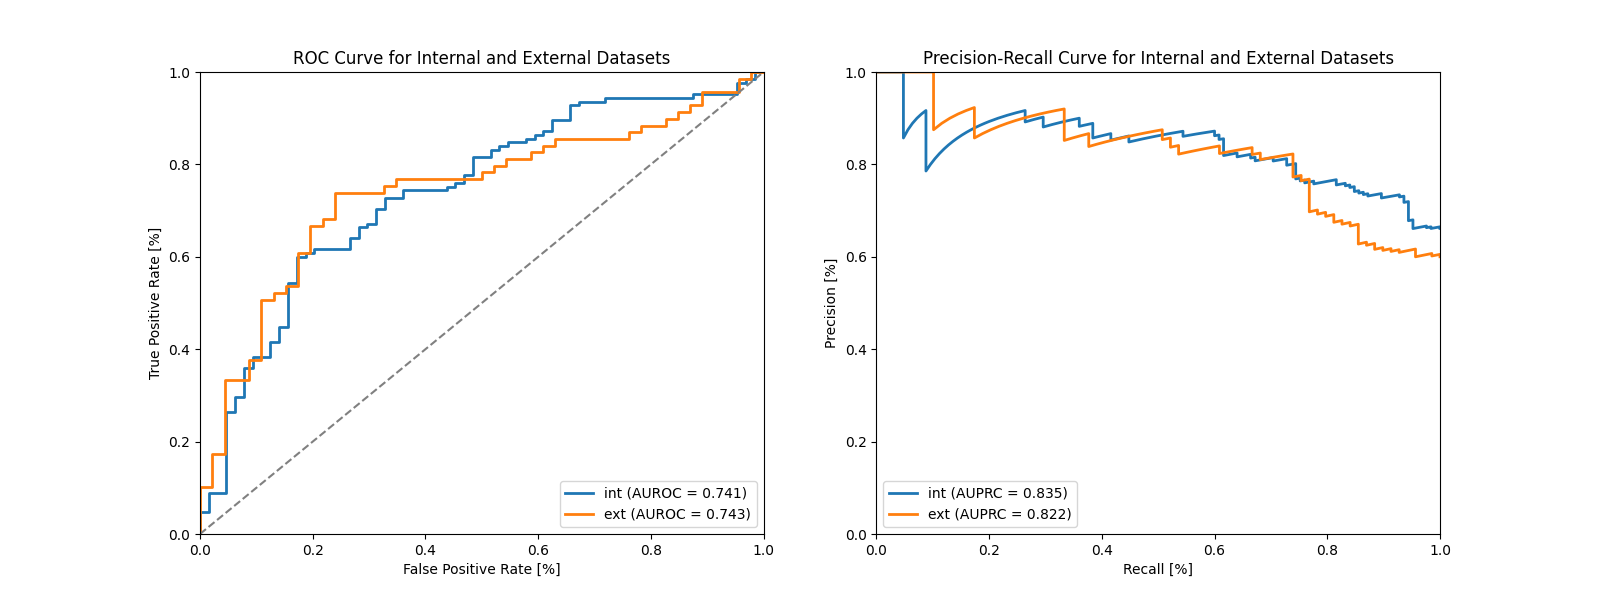 ROC Curve for Internal and External Datasets
1.0
0.8
0.6
0.4
0.2
0.0
True Positive Rate [%]
int (AUROC = 0.741)
ext (AUROC = 0.743)
0.0 0.2 0.4 0.6 0.8 1.0
False Positive Rate [%]
Precision-Recall Curve for Internal and External Datasets
1.0
0.8
0.6
0.4
0.2
0.0
Precision [%]
int (AUPRC = 0.835)
ext (AUPRC = 0.822)
0.0 0.2 0.4 0.6 0.8 1.0
Recall [%]